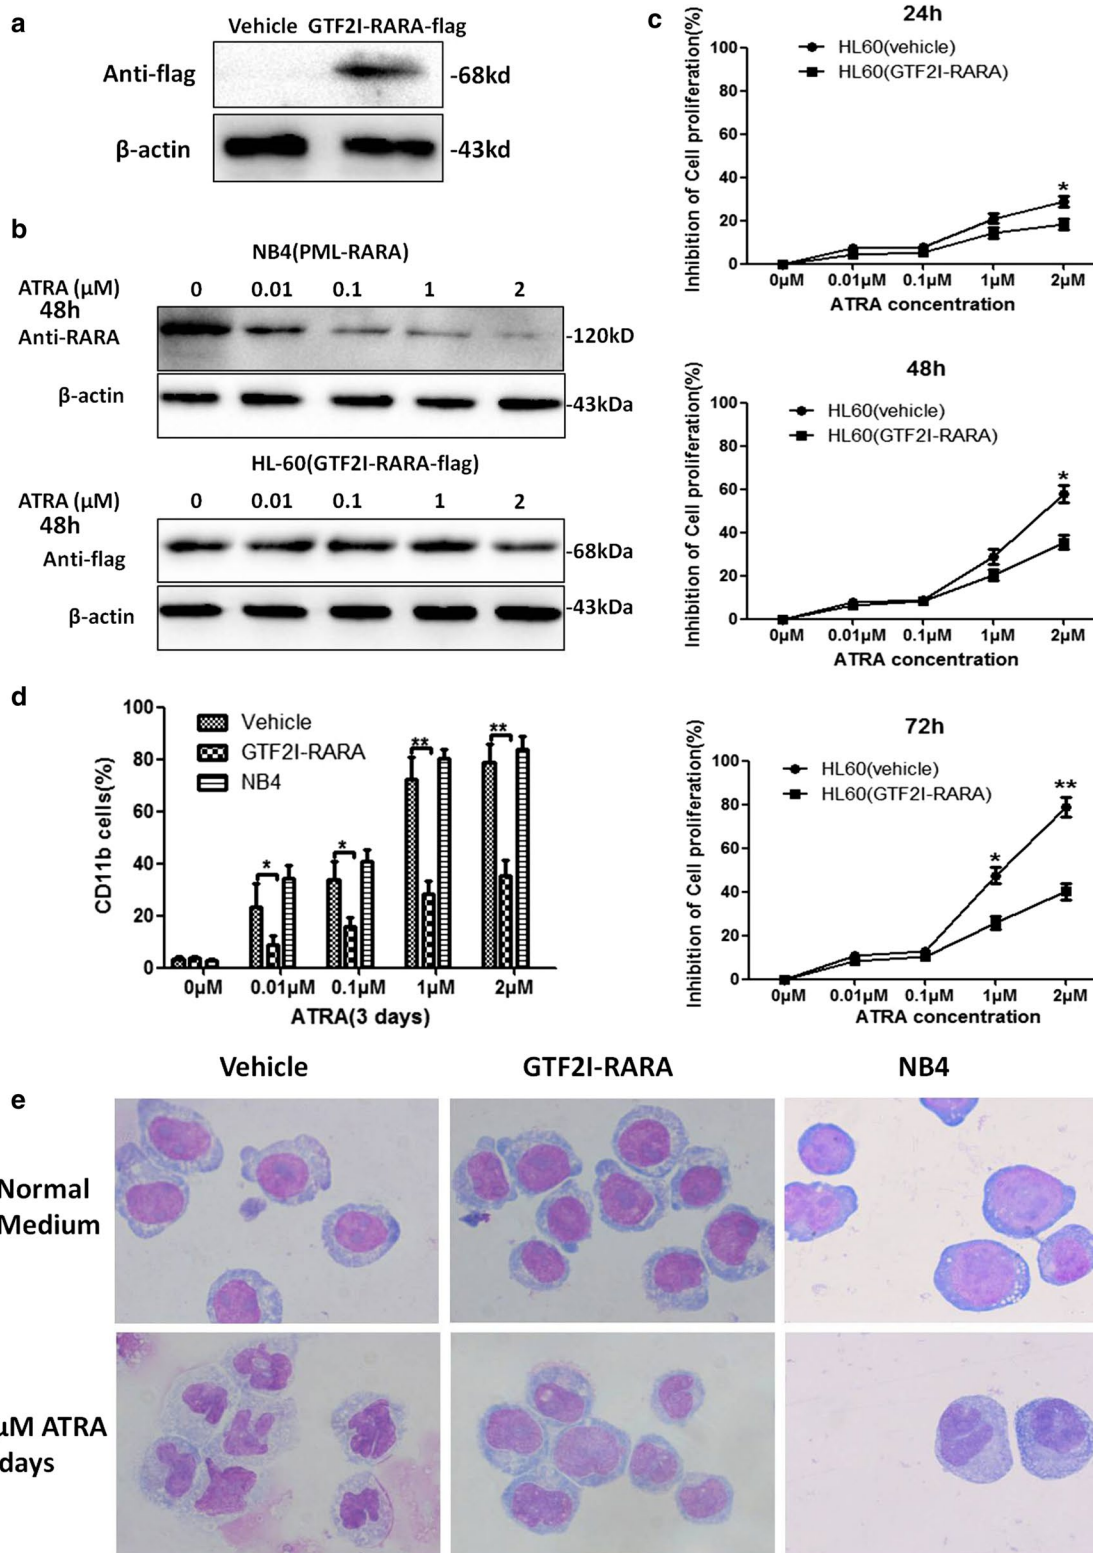 a
Vehicle GTF2I-RARA-flag
Anti-flag
-68kd
β-actin
-43kd
b
NB4(PML-RARA)
ATRA (µM) 0 0.01 0.1 1 2
48h
Anti-RARA
-120kD
β-actin
-43kDa
HL-60(GTF2I-RARA-flag)
ATRA (µM) 0 0.01 0.1 1 2
48h
Anti-flag
-68kDa
β-actin
-43kDa
c
24h
Inhibition of Cell proliferation(%)
100
80
60
40
20
0
HL60(vehicle)
HL60(GTF2I-RARA)
*
0µM 0.01µM 0.1µM 1µM 2µM
ATRA concentration
48h
Inhibition of Cell proliferation(%)
100
80
60
40
20
0
HL60(vehicle)
HL60(GTF2I-RARA)
*
0µM 0.01µM 0.1µM 1µM 2µM
ATRA concentration
72h
Inhibition of Cell proliferation(%)
100
80
60
40
20
0
HL60(vehicle)
HL60(GTF2I-RARA)
* **
0µM 0.01µM 0.1µM 1µM 2µM
ATRA concentration
d
CD11b cells(%)
100
80
60
40
20
0
Vehicle
GTF2I-RARA
NB4
* * ** **
0µM 0.01µM 0.1µM 1µM 2µM
ATRA(3 days)
e
Vehicle GTF2I-RARA NB4
Normal
Medium
µM ATRA
days